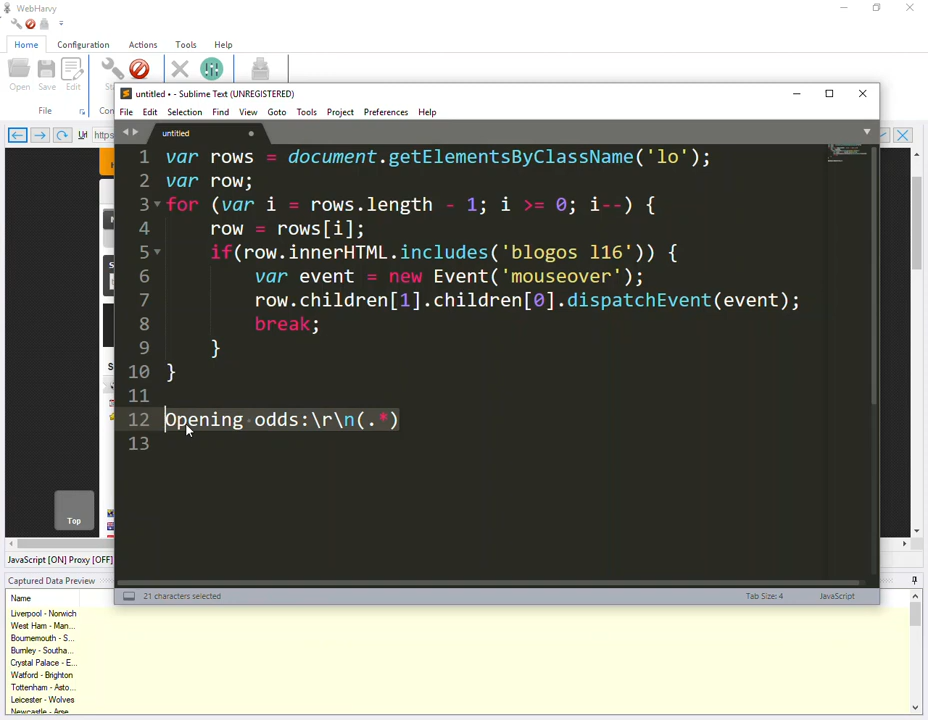 WebHarvy
Home Configuration Actions Tools Help
Open Save Edit
File
Url https
untitled • - Sublime Text (UNREGISTERED)
File Edit Selection Find View Goto Tools Project Preferences Help
untitled
1 var rows = document.getElementsByClassName('lo');
2 var row;
3 for (var i = rows.length - 1; i >= 0; i--) {
4 row = rows[i];
5 if(row.innerHTML.includes('blogos l16')) {
6 var event = new Event('mouseover');
7 row.children[1].children[0].dispatchEvent(event);
8 break;
9 }
10 }
11
12 Opening odds:\r\n(.*)
13
Top
JavaScript [ON] Proxy [OFF]
21 characters selected Tab Size: 4 JavaScript
Captured Data Preview
Name
Liverpool - Norwich
West Ham - Man...
Bournemouth - S...
Burnley - Southa...
Crystal Palace - E...
Watford - Brighton
Tottenham - Asto...
Leicester - Wolves
Newcastle - Arse...